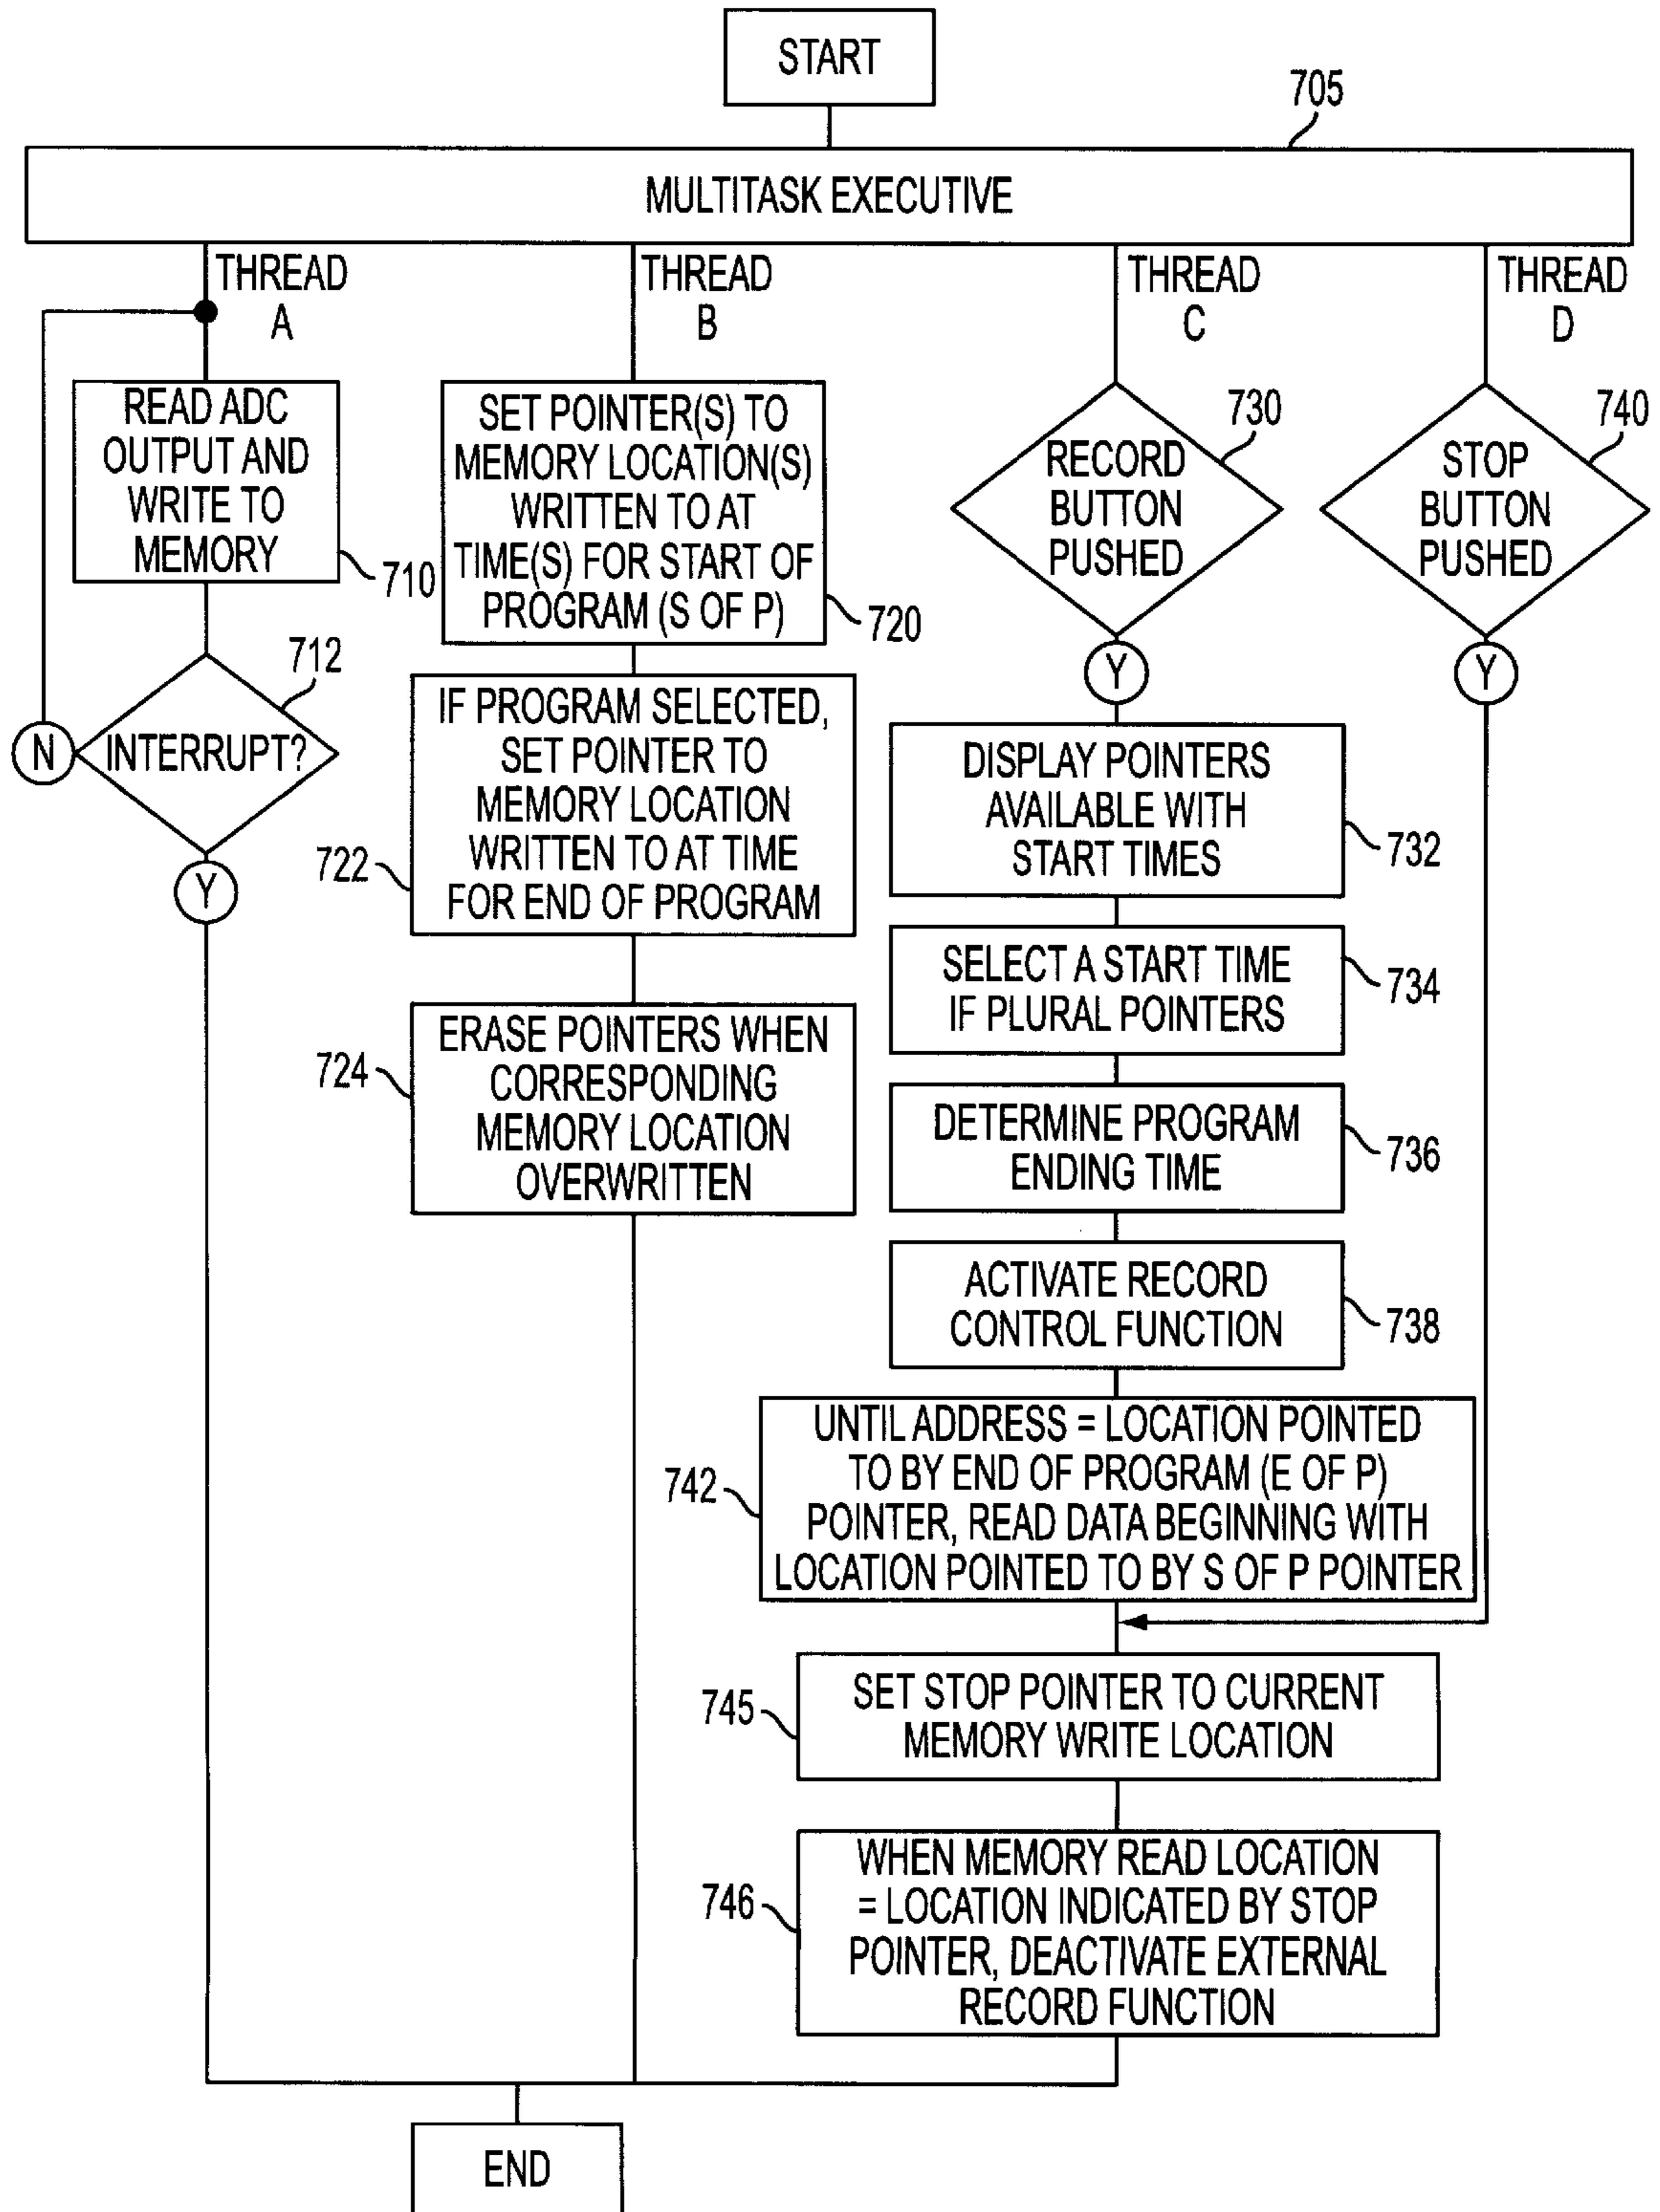 START
705
MULTITASK EXECUTIVE
THREAD
A
THREAD
B
THREAD
C
THREAD
D
READ ADC
OUTPUT AND
WRITE TO
MEMORY
710
712
INTERRUPT?
N
Y
SET POINTER(S) TO
MEMORY LOCATION(S)
WRITTEN TO AT
TIME(S) FOR START OF
PROGRAM (S OF P)
720
IF PROGRAM SELECTED,
SET POINTER TO
MEMORY LOCATION
WRITTEN TO AT TIME
FOR END OF PROGRAM
722
ERASE POINTERS WHEN
CORRESPONDING
MEMORY LOCATION
OVERWRITTEN
724
RECORD
BUTTON
PUSHED
730
Y
DISPLAY POINTERS
AVAILABLE WITH
START TIMES
732
SELECT A START TIME
IF PLURAL POINTERS
734
DETERMINE PROGRAM
ENDING TIME
736
ACTIVATE RECORD
CONTROL FUNCTION
738
STOP
BUTTON
PUSHED
740
Y
UNTIL ADDRESS = LOCATION POINTED
TO BY END OF PROGRAM (E OF P)
POINTER, READ DATA BEGINNING WITH
LOCATION POINTED TO BY S OF P POINTER
742
SET STOP POINTER TO CURRENT
MEMORY WRITE LOCATION
745
WHEN MEMORY READ LOCATION
= LOCATION INDICATED BY STOP
POINTER, DEACTIVATE EXTERNAL
RECORD FUNCTION
746
END